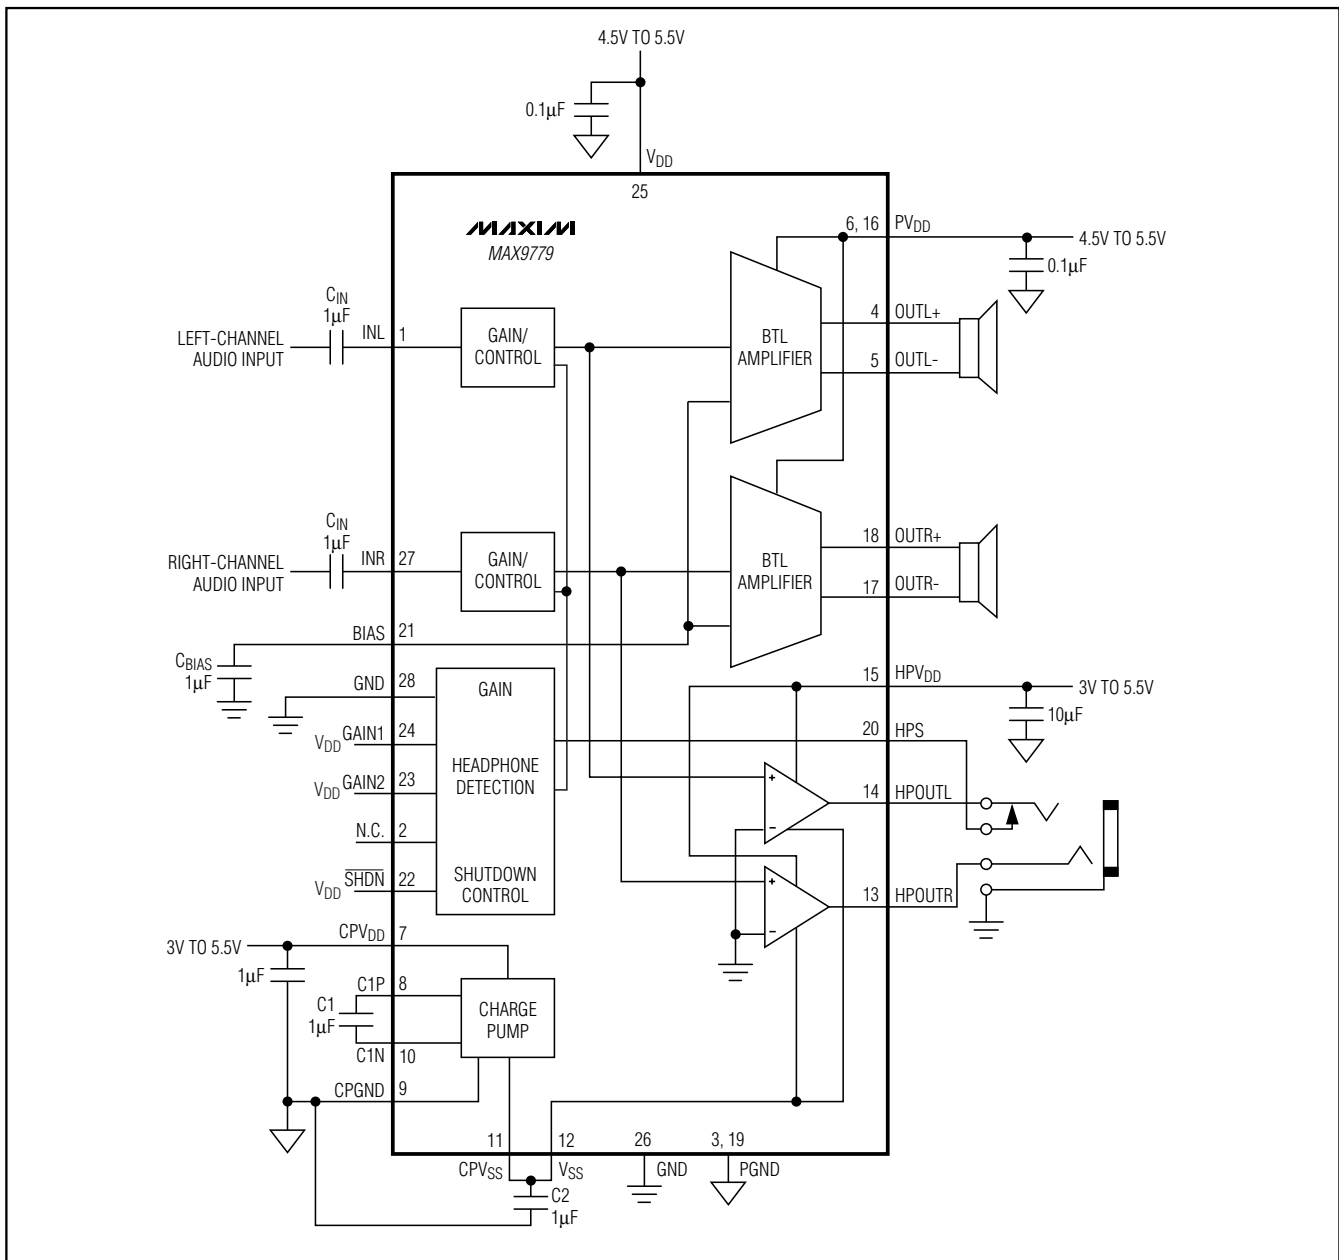 4.5V TO 5.5V
0.1µF
VDD
25
MAXIM
MAX9779
6, 16
PVDD
4.5V TO 5.5V
0.1µF
CIN
1µF
LEFT-CHANNEL
AUDIO INPUT
INL
1
GAIN/
CONTROL
BTL
AMPLIFIER
4
OUTL+
5
OUTL-
CIN
1µF
RIGHT-CHANNEL
AUDIO INPUT
INR
27
GAIN/
CONTROL
BTL
AMPLIFIER
18
OUTR+
17
OUTR-
BIAS
21
CBIAS
1µF
GND
28
GAIN
VDD
GAIN1
24
HEADPHONE
DETECTION
VDD
GAIN2
23
N.C.
2
VDD
SHDN
22
SHUTDOWN
CONTROL
15
HPVDD
3V TO 5.5V
10µF
20
HPS
+
−
14
HPOUTL
+
−
13
HPOUTR
3V TO 5.5V
CPVDD
7
1µF
C1P
8
C1
1µF
C1N
10
CHARGE
PUMP
CPGND
9
11
CPVSS
12
VSS
C2
1µF
26
GND
3, 19
PGND